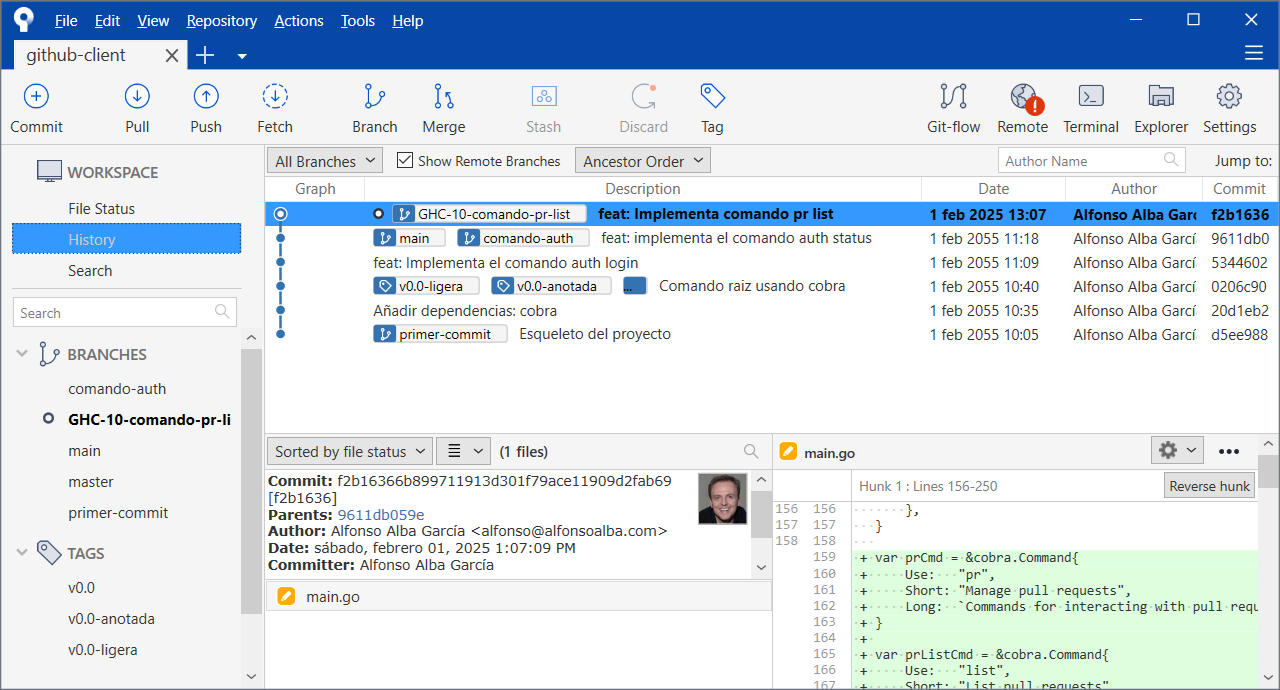 File Edit View Repository Actions Tools Help
github-client
Commit Pull Push Fetch Branch Merge Stash Discard Tag Git-flow Remote Terminal Explorer Settings
WORKSPACE
File Status
History
Search
Search
BRANCHES
comando-auth
GHC-10-comando-pr-li
main
master
primer-commit
TAGS
v0.0
v0.0-anotada
v0.0-ligera
All Branches Show Remote Branches Ancestor Order Author Name Jump to:
Graph Description Date Author Commit
GHC-10-comando-pr-list feat: Implementa comando pr list 1 feb 2025 13:07 Alfonso Alba Garc f2b1636
main comando-auth feat: implementa el comando auth status 1 feb 2055 11:18 Alfonso Alba Garcí 9611db0
feat: Implementa el comando auth login 1 feb 2055 11:09 Alfonso Alba Garcí 5344602
v0.0-ligera v0.0-anotada ... Comando raiz usando cobra 1 feb 2055 10:40 Alfonso Alba Garcí 0206c90
Añadir dependencias: cobra 1 feb 2055 10:35 Alfonso Alba Garcí 20d1eb2
primer-commit Esqueleto del proyecto 1 feb 2055 10:05 Alfonso Alba Garcí d5ee988
Sorted by file status (1 files)
Commit: f2b16366b899711913d301f79ace11909d2fab69
[f2b1636]
Parents: 9611db059e
Author: Alfonso Alba García <alfonso@alfonsoalba.com>
Date: sábado, febrero 01, 2025 1:07:09 PM
Committer: Alfonso Alba García
main.go
main.go
Hunk 1 : Lines 156-250 Reverse hunk
156 156 },
157 157 }
158 158
159 + var prCmd = &cobra.Command{
160 + Use: "pr",
161 + Short: "Manage pull requests",
162 + Long: `Commands for interacting with pull requ
163 + }
164 +
165 + var prListCmd = &cobra.Command{
166 + Use: "list",
167 + Short: "List pull requests"